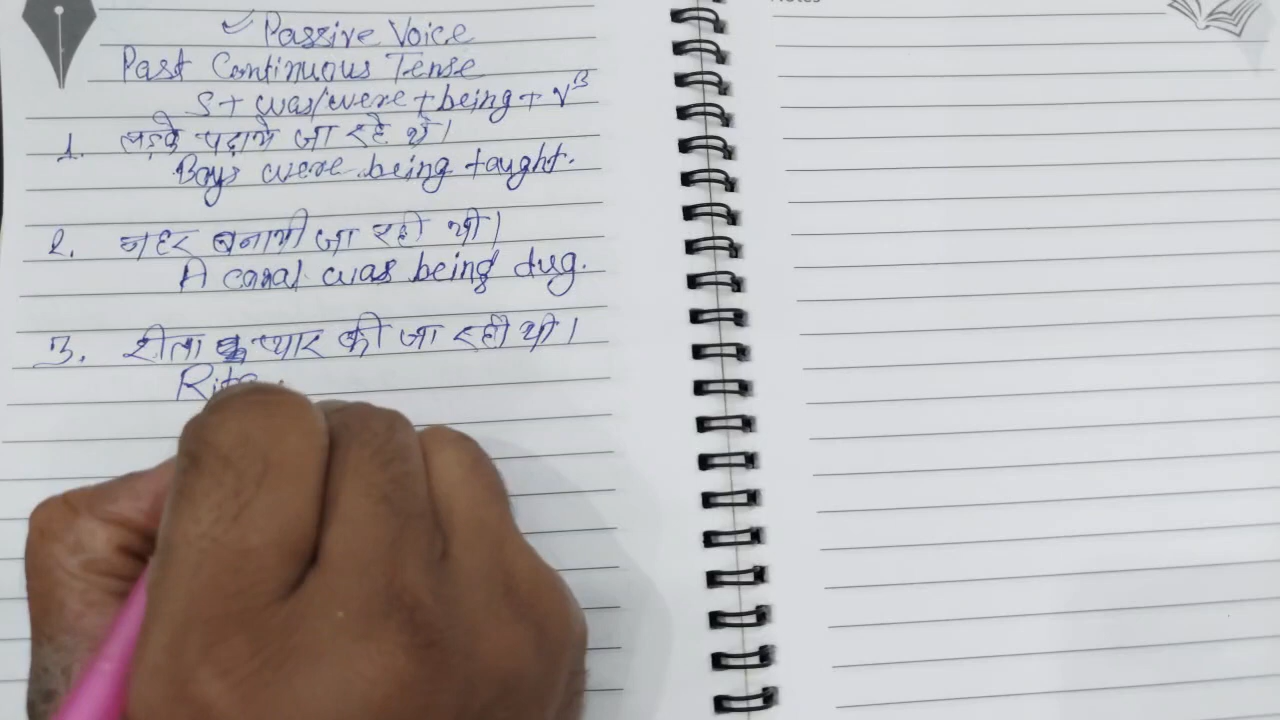 Passive Voice
Past Continuous Tense
S + was/were + being + V3
1. लड़के पढ़ाये जा रहे थे।
Boys were being taught.
2. नहर बनायी जा रही थी।
A canal was being dug.
3. रीता प्यार की जा रही थी।
Rita